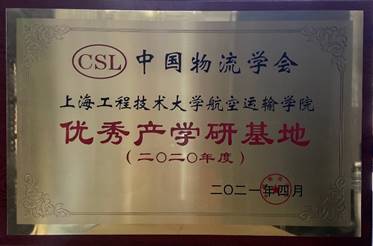 CSL 中国物流学会
上海工程技术大学航空运输学院
优秀产学研基地
(二〇二〇年度)
二〇二一年四月